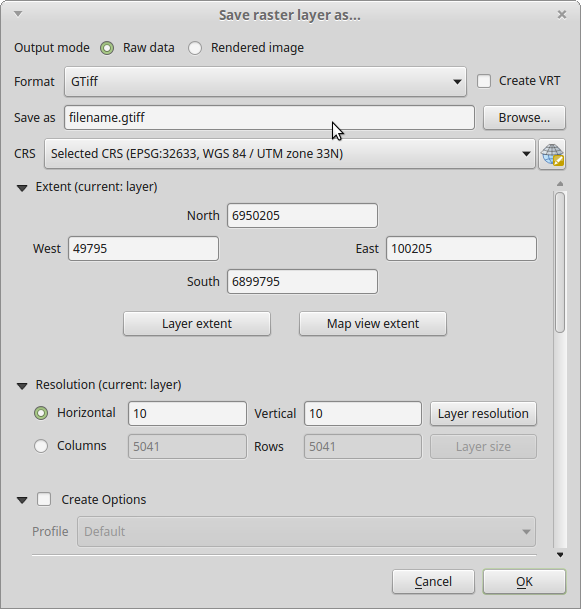 Save raster layer as...
Output mode Raw data Rendered image
Format GTiff Create VRT
Save as filename.gtiff Browse...
CRS Selected CRS (EPSG:32633, WGS 84 / UTM zone 33N)
Extent (current: layer)
North 6950205
West 49795 East 100205
South 6899795
Layer extent Map view extent
Resolution (current: layer)
Horizontal 10 Vertical 10 Layer resolution
Columns 5041 Rows 5041 Layer size
Create Options
Profile Default
Cancel OK